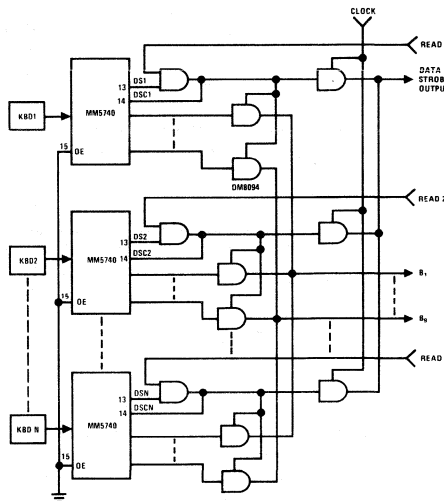 CLOCK
READ
DATA
STROB
OUTPU
MM5740
13 DS1
14 DSC1
KBD1
15 OE
DM8094
READ 2
MM5740
13 DS2
14 DSC2
KBD2
15 OE
B₁
B₉
READ
MM5740
13 DSN
14 DSCN
KBD N
15 OE